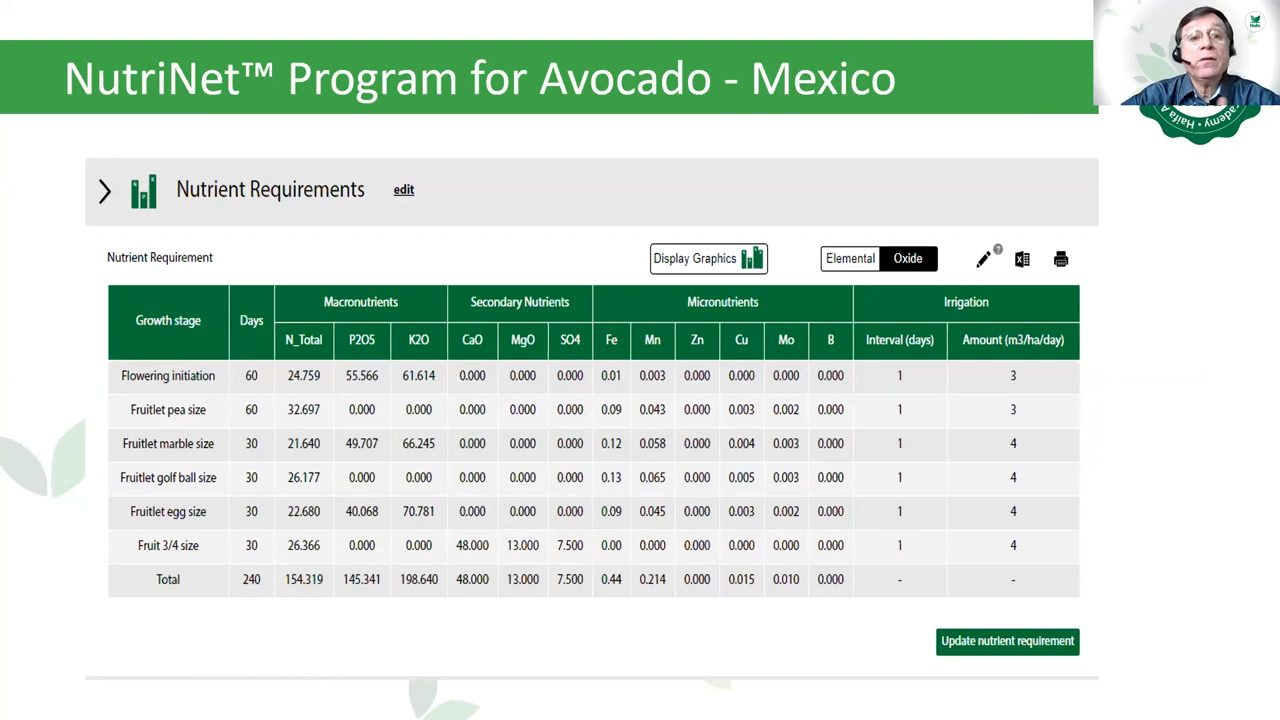 NutriNet™ Program for Avocado - Mexico
Haifa
cademy • Haifa A
Nutrient Requirements edit
Nutrient Requirement Display Graphics Elemental Oxide ?
Growth stage Days Macronutrients Secondary Nutrients Micronutrients Irrigation
N_Total P2O5 K2O CaO MgO SO4 Fe Mn Zn Cu Mo B Interval (days) Amount (m3/ha/day)
Flowering initiation 60 24.759 55.566 61.614 0.000 0.000 0.000 0.01 0.003 0.000 0.000 0.000 0.000 1 3
Fruitlet pea size 60 32.697 0.000 0.000 0.000 0.000 0.000 0.09 0.043 0.000 0.003 0.002 0.000 1 3
Fruitlet marble size 30 21.640 49.707 66.245 0.000 0.000 0.000 0.12 0.058 0.000 0.004 0.003 0.000 1 4
Fruitlet golf ball size 30 26.177 0.000 0.000 0.000 0.000 0.000 0.13 0.065 0.000 0.005 0.003 0.000 1 4
Fruitlet egg size 30 22.680 40.068 70.781 0.000 0.000 0.000 0.09 0.045 0.000 0.003 0.002 0.000 1 4
Fruit 3/4 size 30 26.366 0.000 0.000 48.000 13.000 7.500 0.00 0.000 0.000 0.000 0.000 0.000 1 4
Total 240 154.319 145.341 198.640 48.000 13.000 7.500 0.44 0.214 0.000 0.015 0.010 0.000 - -
Update nutrient requirement